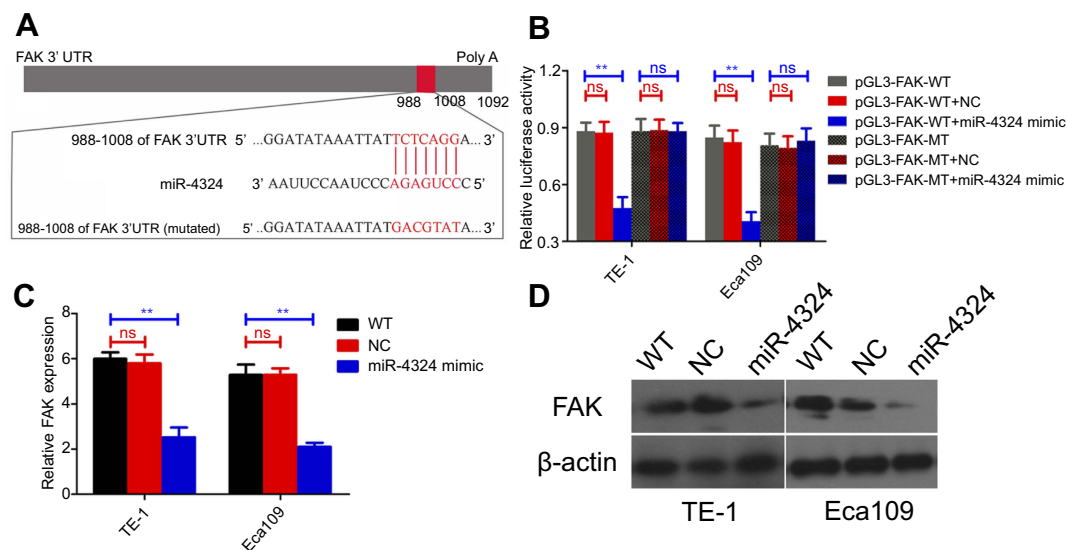 A
FAK 3' UTR
Poly A
988
1008
1092
988-1008 of FAK 3'UTR 5' ...GGATATAAATTATTCTCAGGA... 3'
miR-4324 3' AAUUCCAAUCCCAGAGUCCC 5'
988-1008 of FAK 3'UTR (mutated) 5' ...GGATATAAATTATGACGTATA... 3'
B
Relative luciferase activity
1.2
0.9
0.6
0.3
** ns ** ns
ns ns ns ns
TE-1
Eca109
pGL3-FAK-WT
pGL3-FAK-WT+NC
pGL3-FAK-WT+miR-4324 mimic
pGL3-FAK-MT
pGL3-FAK-MT+NC
pGL3-FAK-MT+miR-4324 mimic
C
Relative FAK expression
8
6
4
2
0
** **
ns ns
TE-1
Eca109
WT
NC
miR-4324 mimic
D
WT NC miR-4324 WT NC miR-4324
FAK
β-actin
TE-1 Eca109